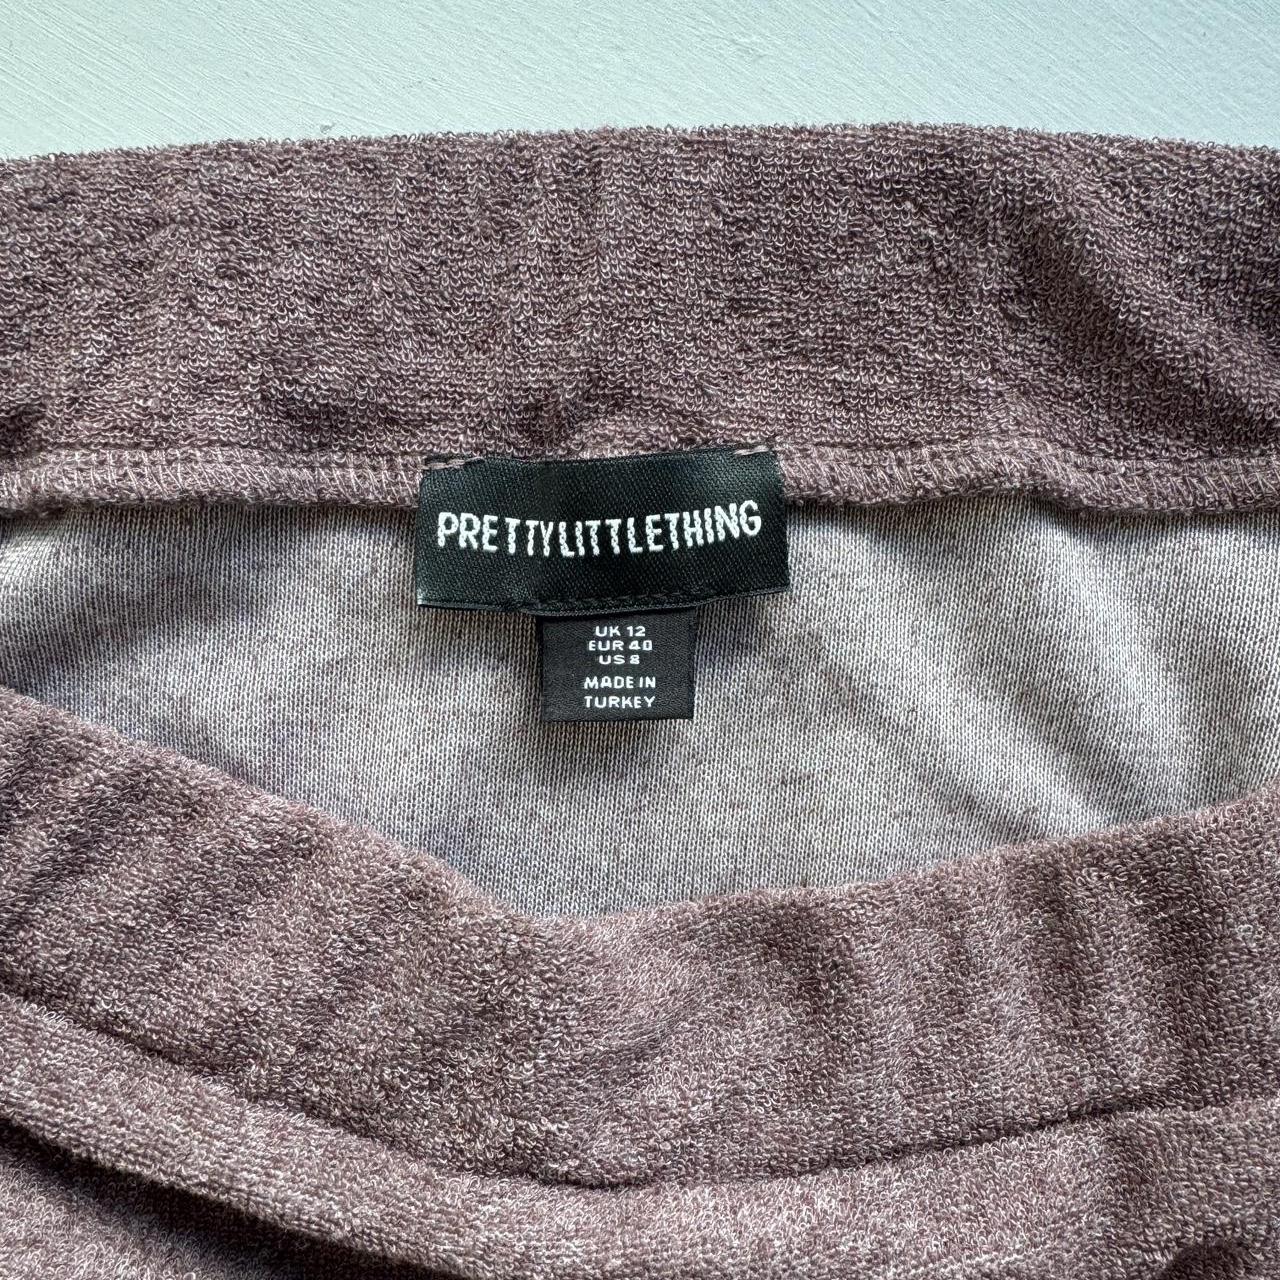 PRETTYLITTLETHING
UK 12
EUR 40
US 8
MADE IN
TURKEY